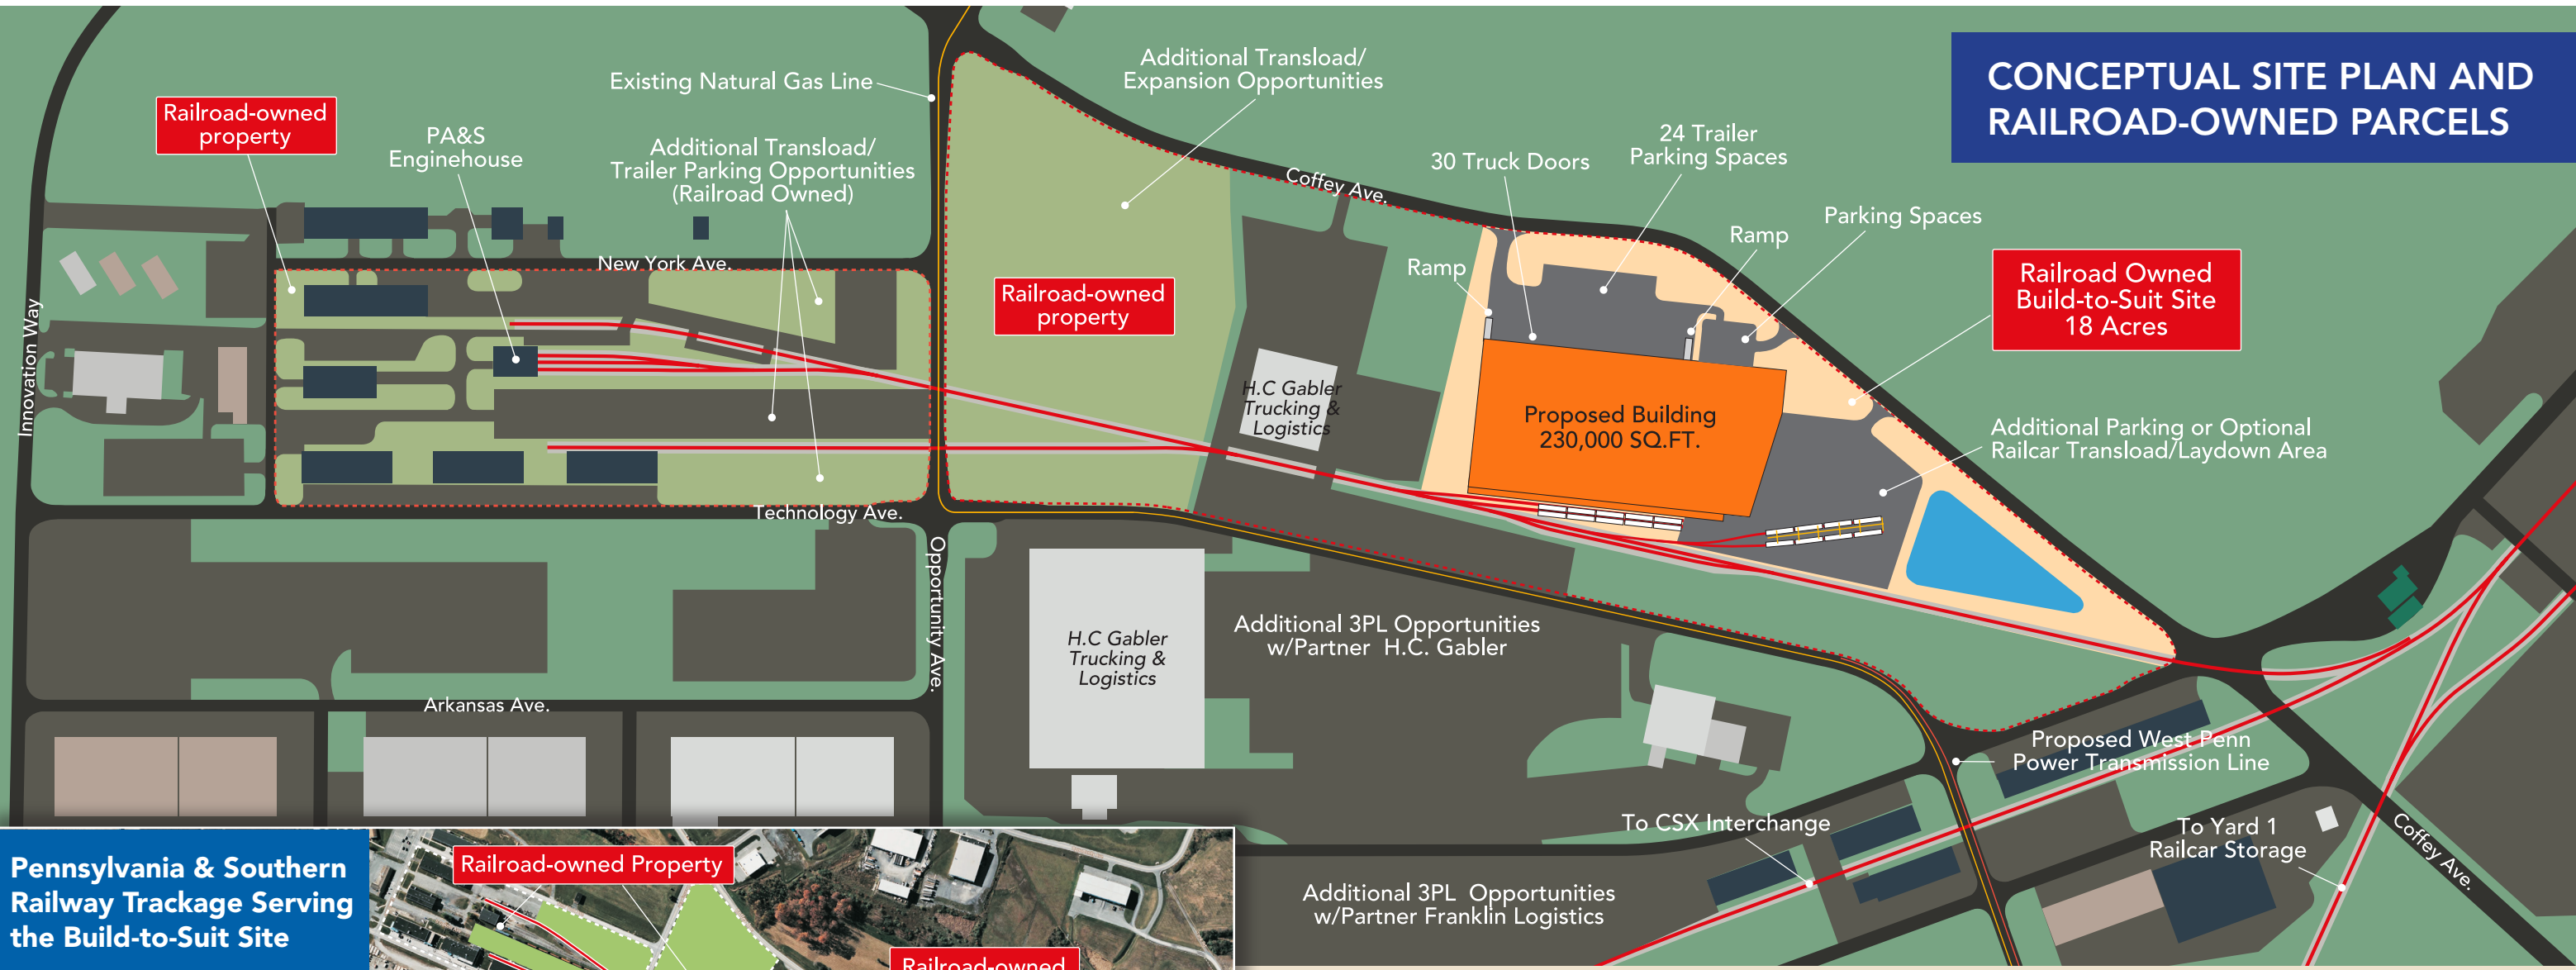 CONCEPTUAL SITE PLAN AND
RAILROAD-OWNED PARCELS
Existing Natural Gas Line
Additional Transload/
Expansion Opportunities
Railroad-owned
property
PA&S
Enginehouse
Additional Transload/
Trailer Parking Opportunities
(Railroad Owned)
30 Truck Doors
24 Trailer
Parking Spaces
Coffey Ave.
Parking Spaces
Ramp
Ramp
New York Ave.
Railroad-owned
property
Railroad Owned
Build-to-Suit Site
18 Acres
Innovation Way
H.C Gabler
Trucking &
Logistics
Proposed Building
230,000 SQ.FT.
Additional Parking or Optional
Railcar Transload/Laydown Area
Technology Ave.
Opportunity Ave.
H.C Gabler
Trucking &
Logistics
Additional 3PL Opportunities
w/Partner H.C. Gabler
Arkansas Ave.
Proposed West Penn
Power Transmission Line
To CSX Interchange
To Yard 1
Railcar Storage
Coffey Ave.
Additional 3PL Opportunities
w/Partner Franklin Logistics
Pennsylvania & Southern
Railway Trackage Serving
the Build-to-Suit Site
Railroad-owned Property
Railroad-owned